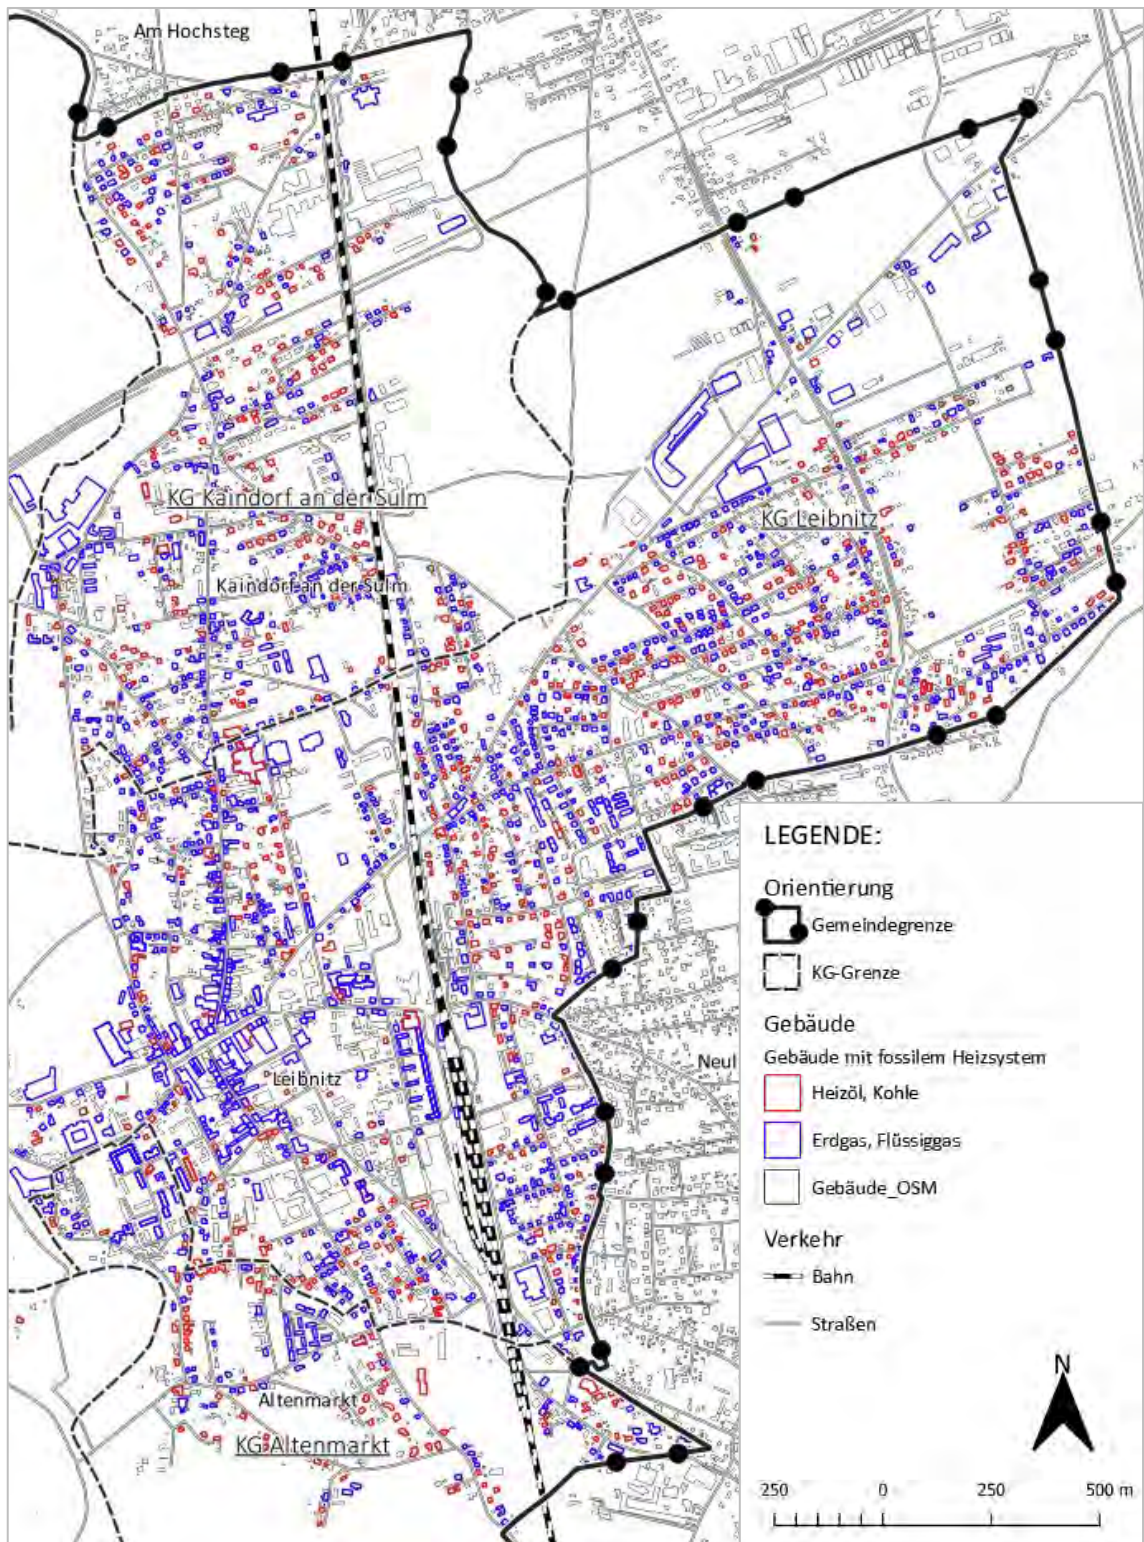 Am Hochsteg
KG Kaindorf an der Sulm
KG Leibnitz
Kaindorf an der Sulm
Neul
Leibnitz
Altenmarkt
KG Altenmarkt
LEGENDE:
Orientierung
Gemeindegrenze
KG-Grenze
Gebäude
Gebäude mit fossilem Heizsystem
Heizöl, Kohle
Erdgas, Flüssiggas
Gebäude_OSM
Verkehr
Bahn
Straßen
N
250 0 250 500 m